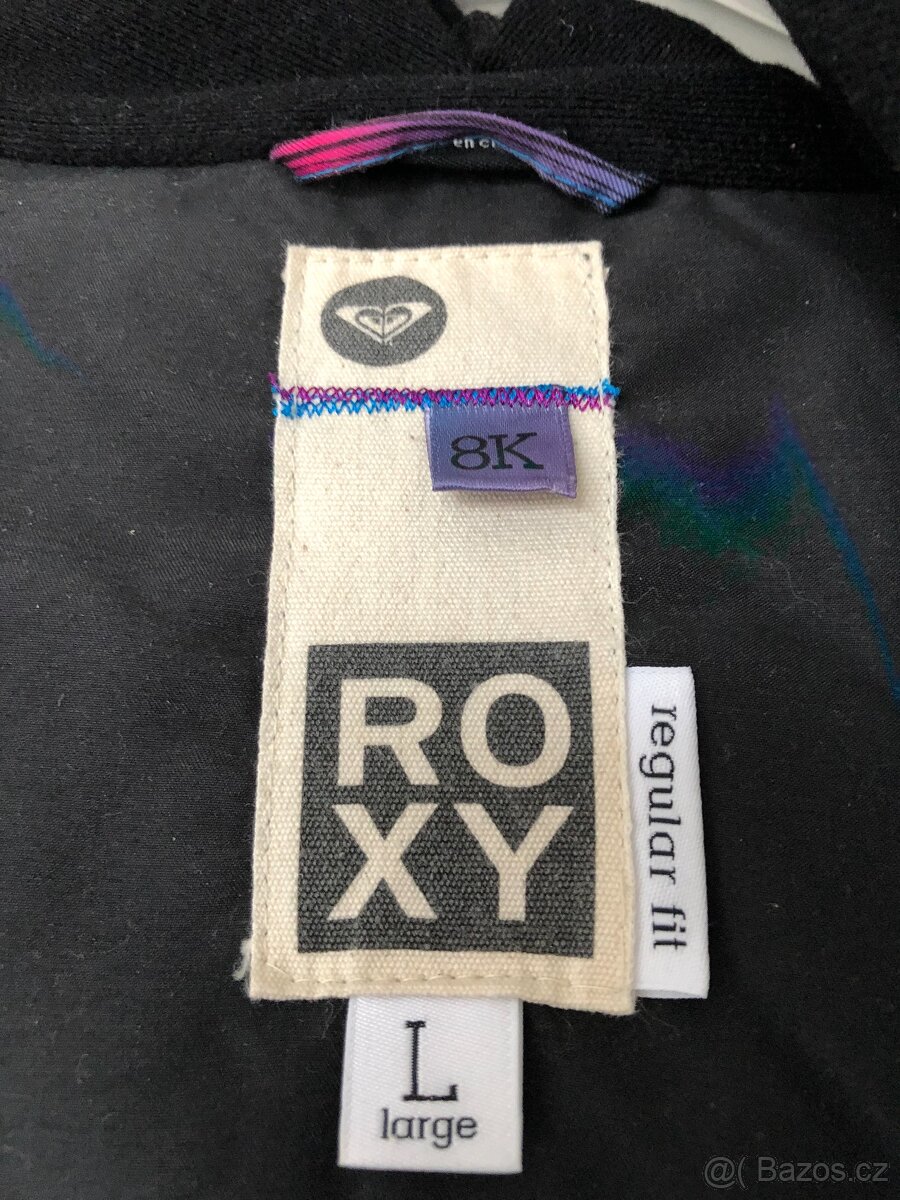 8K
RO
XY
regular fit
L
large
@( Bazos.cz